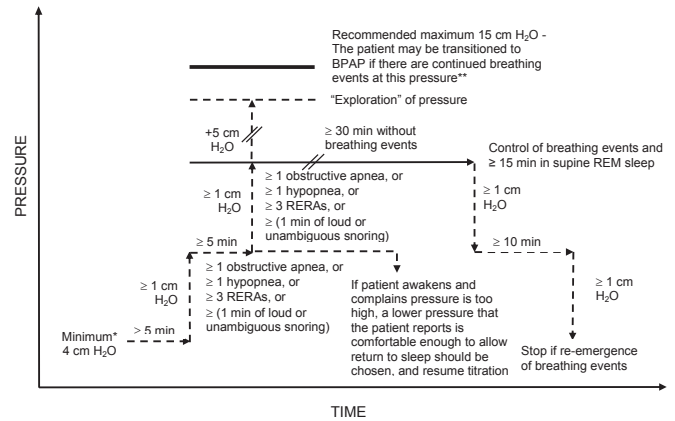 Recommended maximum 15 cm H₂O -
The patient may be transitioned to
BPAP if there are continued breathing
events at this pressure**
"Exploration" of pressure
+5 cm
H₂O
≥ 30 min without
breathing events
Control of breathing events and
≥ 15 min in supine REM sleep
≥ 1 cm
H₂O
≥ 1 obstructive apnea, or
≥ 1 hypopnea, or
≥ 3 RERAs, or
≥ (1 min of loud or
unambiguous snoring)
≥ 1 cm
H₂O
≥ 5 min
≥ 10 min
≥ 1 cm
H₂O
≥ 1 obstructive apnea, or
≥ 1 hypopnea, or
≥ 3 RERAs, or
≥ (1 min of loud or
unambiguous snoring)
If patient awakens and
complains pressure is too
high, a lower pressure that
the patient reports is
comfortable enough to allow
return to sleep should be
chosen, and resume titration
≥ 1 cm
H₂O
Minimum*
4 cm H₂O
≥ 5 min
Stop if re-emergence
of breathing events
PRESSURE
TIME